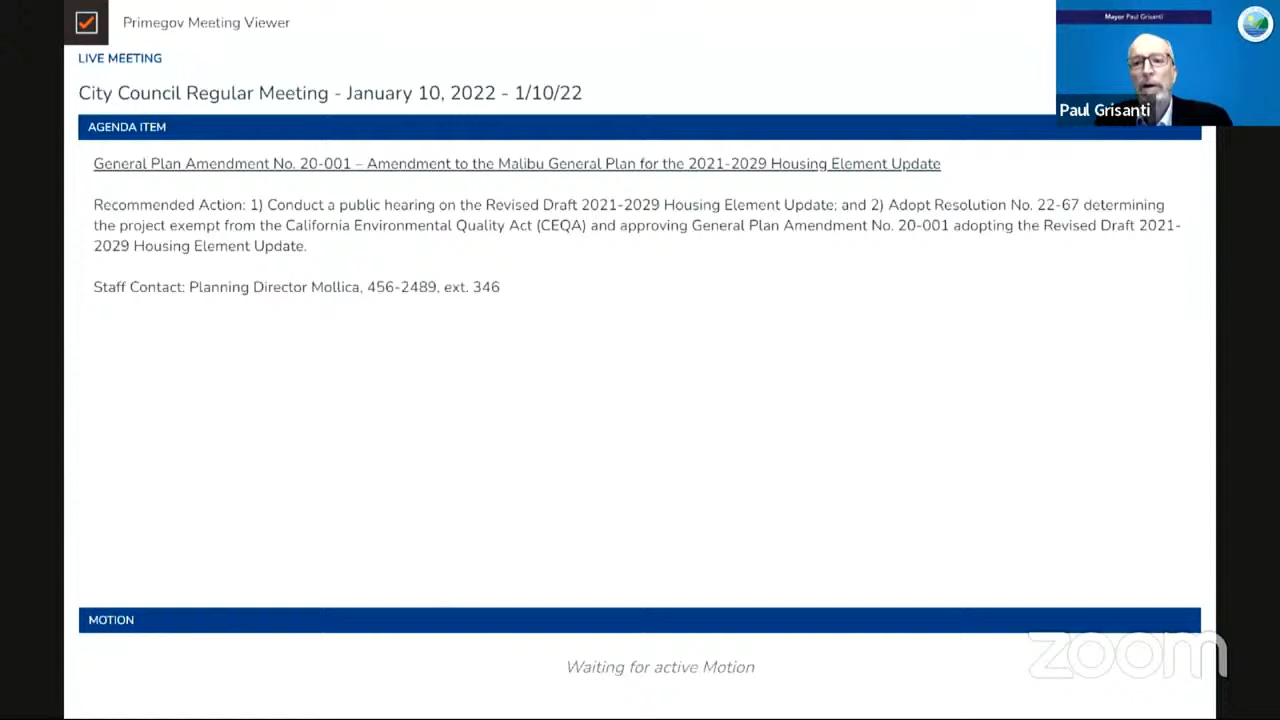 Primegov Meeting Viewer
Mayor Paul Grisanti
LIVE MEETING
City Council Regular Meeting - January 10, 2022 - 1/10/22
Paul Grisanti
AGENDA ITEM
General Plan Amendment No. 20-001 – Amendment to the Malibu General Plan for the 2021-2029 Housing Element Update
Recommended Action: 1) Conduct a public hearing on the Revised Draft 2021-2029 Housing Element Update; and 2) Adopt Resolution No. 22-67 determining
the project exempt from the California Environmental Quality Act (CEQA) and approving General Plan Amendment No. 20-001 adopting the Revised Draft 2021-
2029 Housing Element Update.
Staff Contact: Planning Director Mollica, 456-2489, ext. 346
MOTION
Waiting for active Motion
zoom